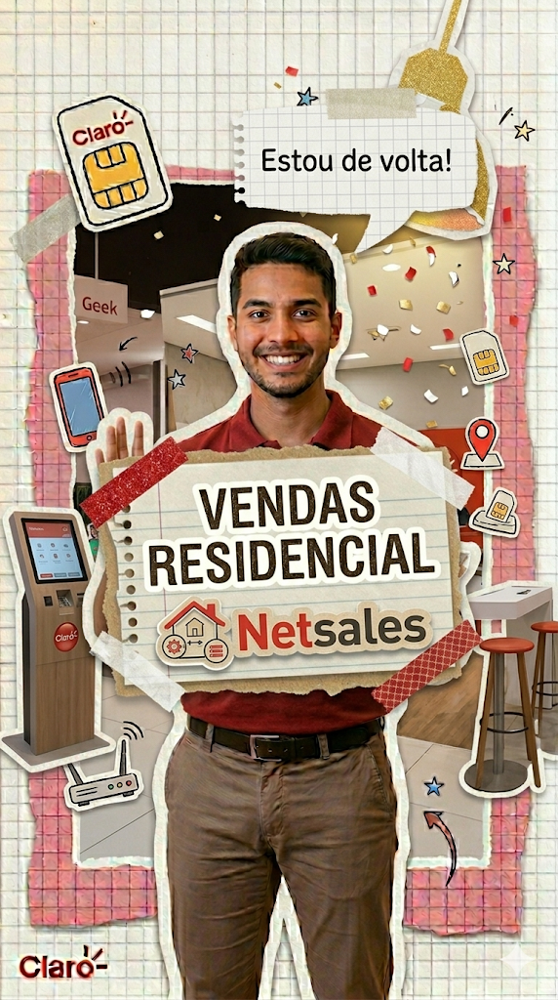 Claro
Estou de volta!
Geek
VENDAS
RESIDENCIAL
Netsales
Claro
Claro